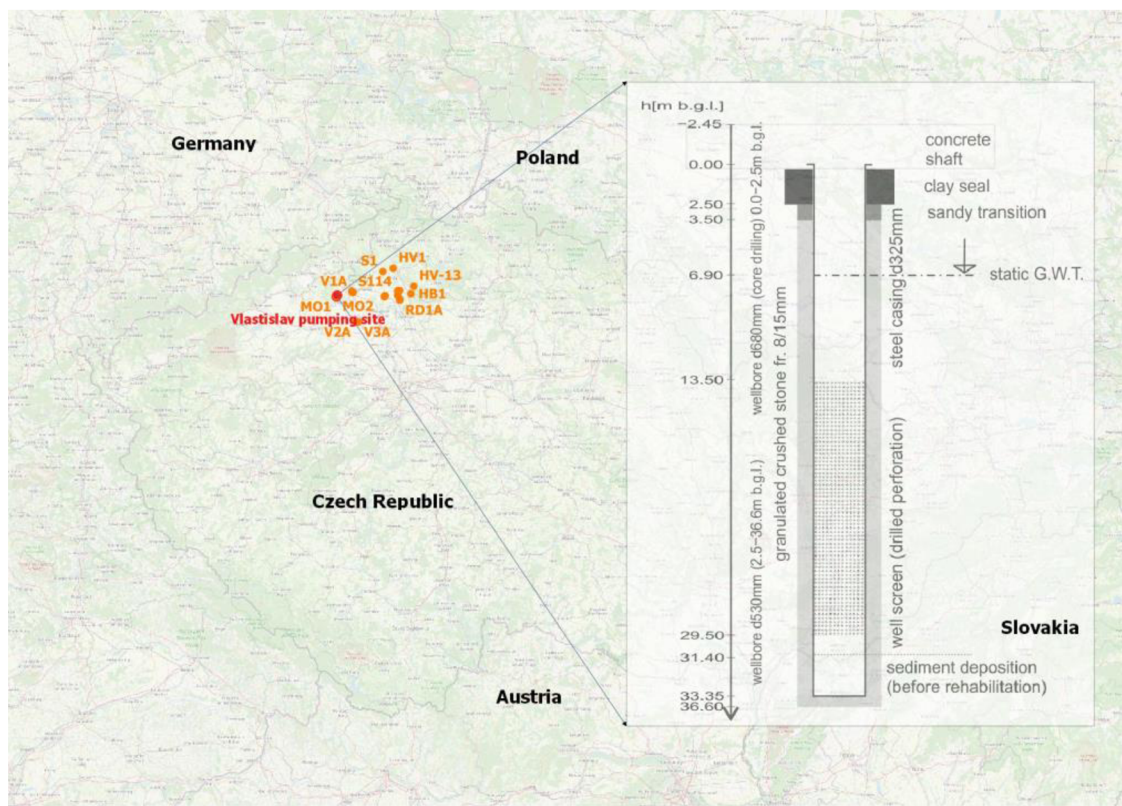 Germany
Poland
S1
HV1
V1A
S114
HV-13
MO1
MO2
HB1
RD1A
Vlastislav pumping site
V2A
V3A
Czech Republic
Austria
Slovakia
h[m b.g.l.]
−2.45
0.00
2.50
3.50
6.90
13.50
29.50
31.40
33.35
36.60
wellbore d680mm (core drilling) 0.0−2.5m b.g.l.
wellbore d530mm (2.5−36.6m b.g.l.)
granulated crushed stone fr. 8/15mm
concrete
shaft
clay seal
sandy transition
static G.W.T.
steel casing d325mm
well screen (drilled perforation)
sediment deposition
(before rehabilitation)